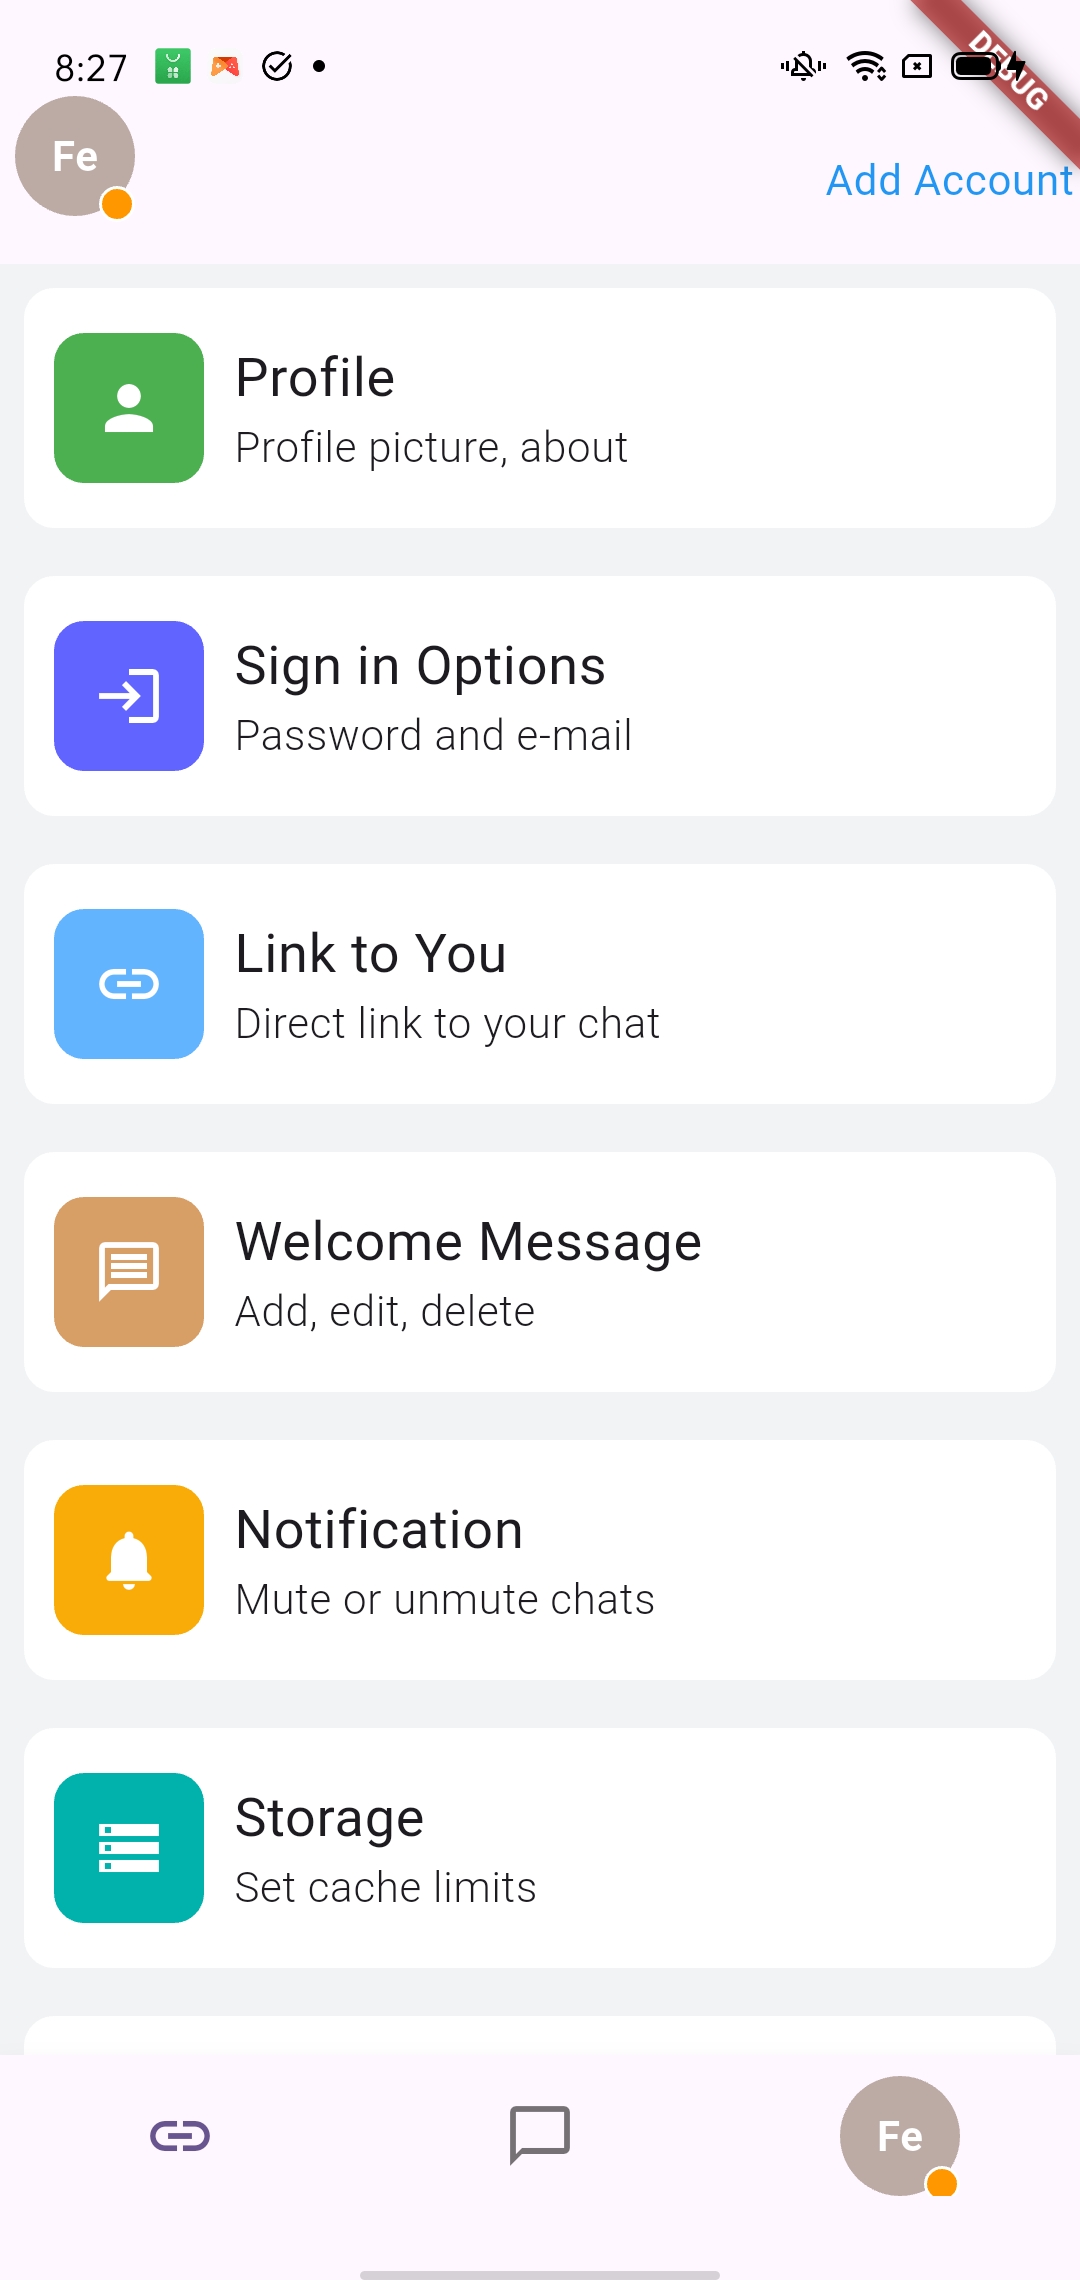 8:27
DEBUG
Fe
Add Account
Profile
Profile picture, about
Sign in Options
Password and e-mail
Link to You
Direct link to your chat
Welcome Message
Add, edit, delete
Notification
Mute or unmute chats
Storage
Set cache limits
Fe